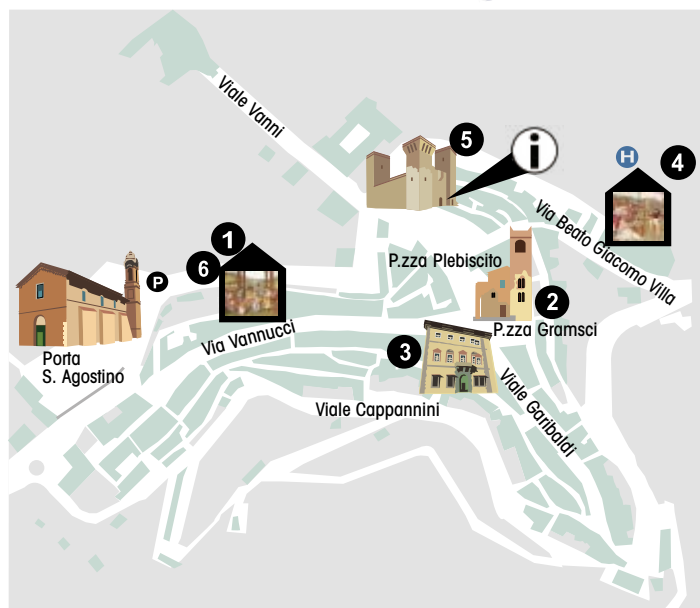 Viale Vanni
5
i
H
4
Via Beato Giacomo Villa
1
P.zza Plebiscito
6
P
2
Via Vannucci
P.zza Gramsci
3
Porta
S. Agostino
Viale Garibaldi
Viale Cappannini